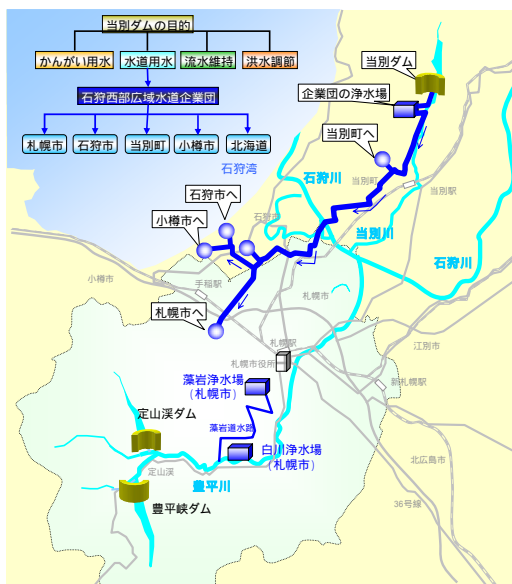 当別ダムの目的
かんがい用水 水道用水 流水維持 洪水調節
石狩西部広域水道企業団
札幌市 石狩市 当別町 小樽市 北海道
当別ダム
企業団の浄水場
当別町へ
石狩湾
石狩川
当別町
当別駅
石狩市へ
小樽市へ
石狩市
当別川
石狩川
小樽市
手稲駅
札幌市
札幌市へ
札幌駅
札幌市役所
江別市
新札幌駅
藻岩浄水場
(札幌市)
定山渓ダム
藻岩導水路
白川浄水場
(札幌市)
定山渓
豊平川
北広島市
豊平峡ダム
36号線